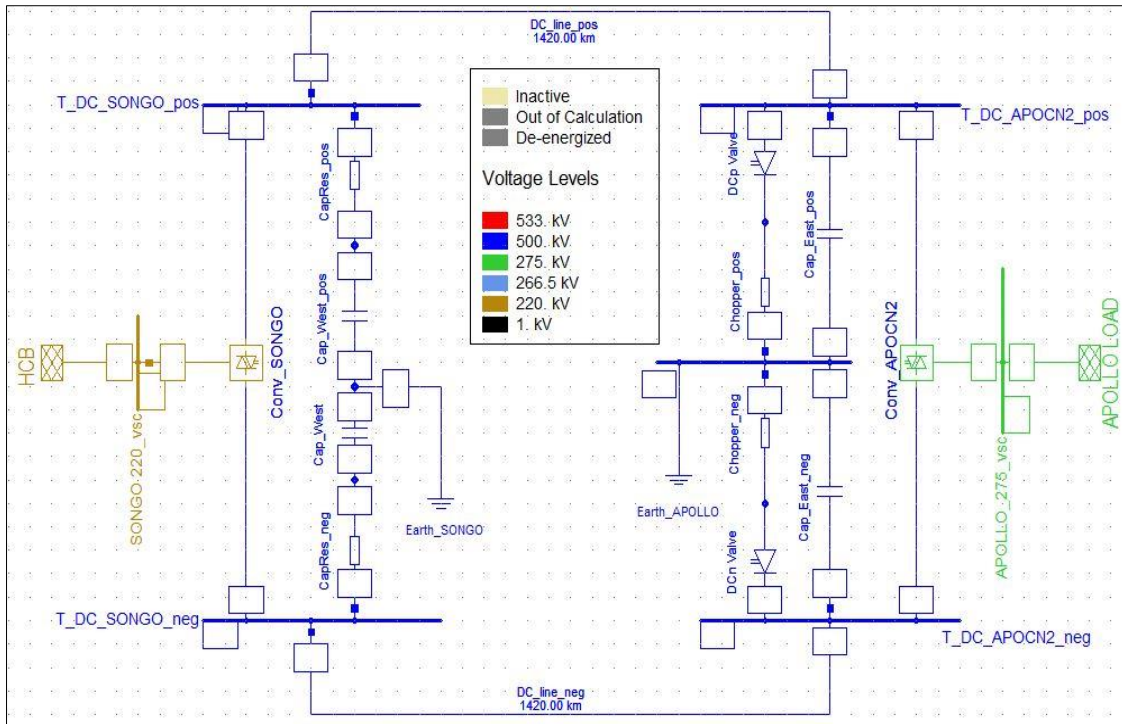 DC_line_pos
1420.00 km
T_DC_SONGO_pos
T_DC_APOCN2_pos
Inactive
Out of Calculation
De-energized
Voltage Levels
533. kV
500. kV
275. kV
266.5 kV
220. kV
1. kV
CapRes_pos
Cap_West_pos
Cap_West
CapRes_neg
Conv_SONGO
HCB
SONGO 220_vsc
Earth_SONGO
DCp Valve
Chopper_pos
Cap_East_pos
Chopper_neg
Cap_East_neg
DCn Valve
Earth_APOLLO
Conv_APOCN2
APOLLO_275_vsc
APOLLO LOAD
T_DC_SONGO_neg
T_DC_APOCN2_neg
DC_line_neg
1420.00 km